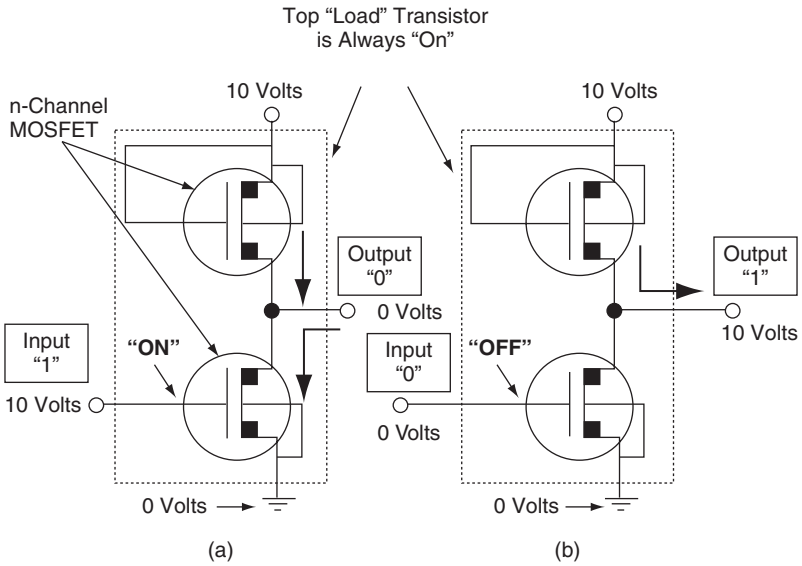 Top “Load” Transistor
is Always “On”
10 Volts
10 Volts
n-Channel
MOSFET
Output
“0”
0 Volts
Output
“1”
10 Volts
Input
“1”
10 Volts
“ON”
Input
“0”
0 Volts
“OFF”
0 Volts
0 Volts
(a)
(b)